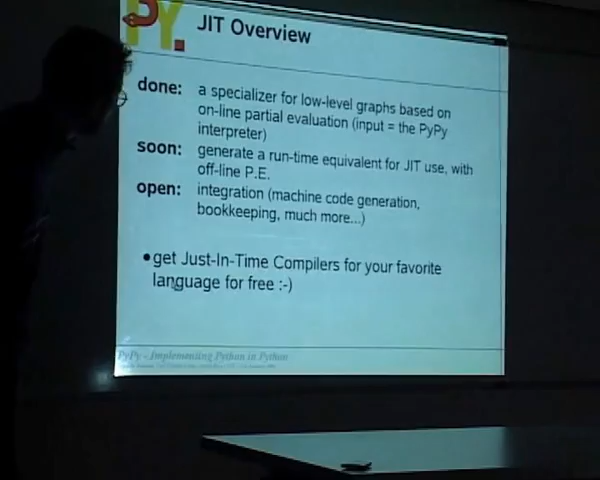 PY
JIT Overview
done: a specializer for low-level graphs based on
on-line partial evaluation (input = the PyPy
interpreter)
soon: generate a run-time equivalent for JIT use, with
off-line P.E.
open: integration (machine code generation,
bookkeeping, much more...)
•get Just-In-Time Compilers for your favorite
language for free :-)
PyPy - Implementing Python in Python